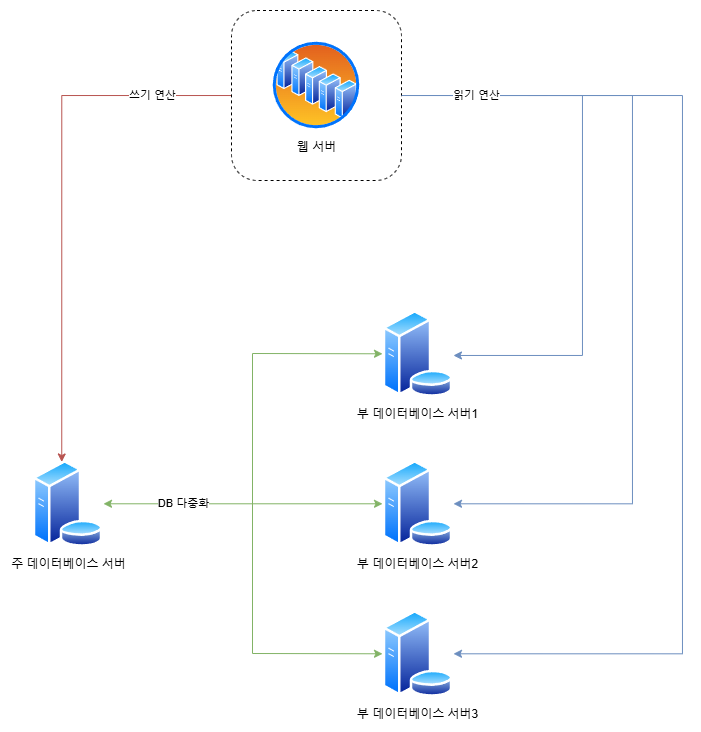 웹 서버
쓰기 연산
읽기 연산
부 데이터베이스 서버1
DB 다중화
주 데이터베이스 서버
부 데이터베이스 서버2
부 데이터베이스 서버3